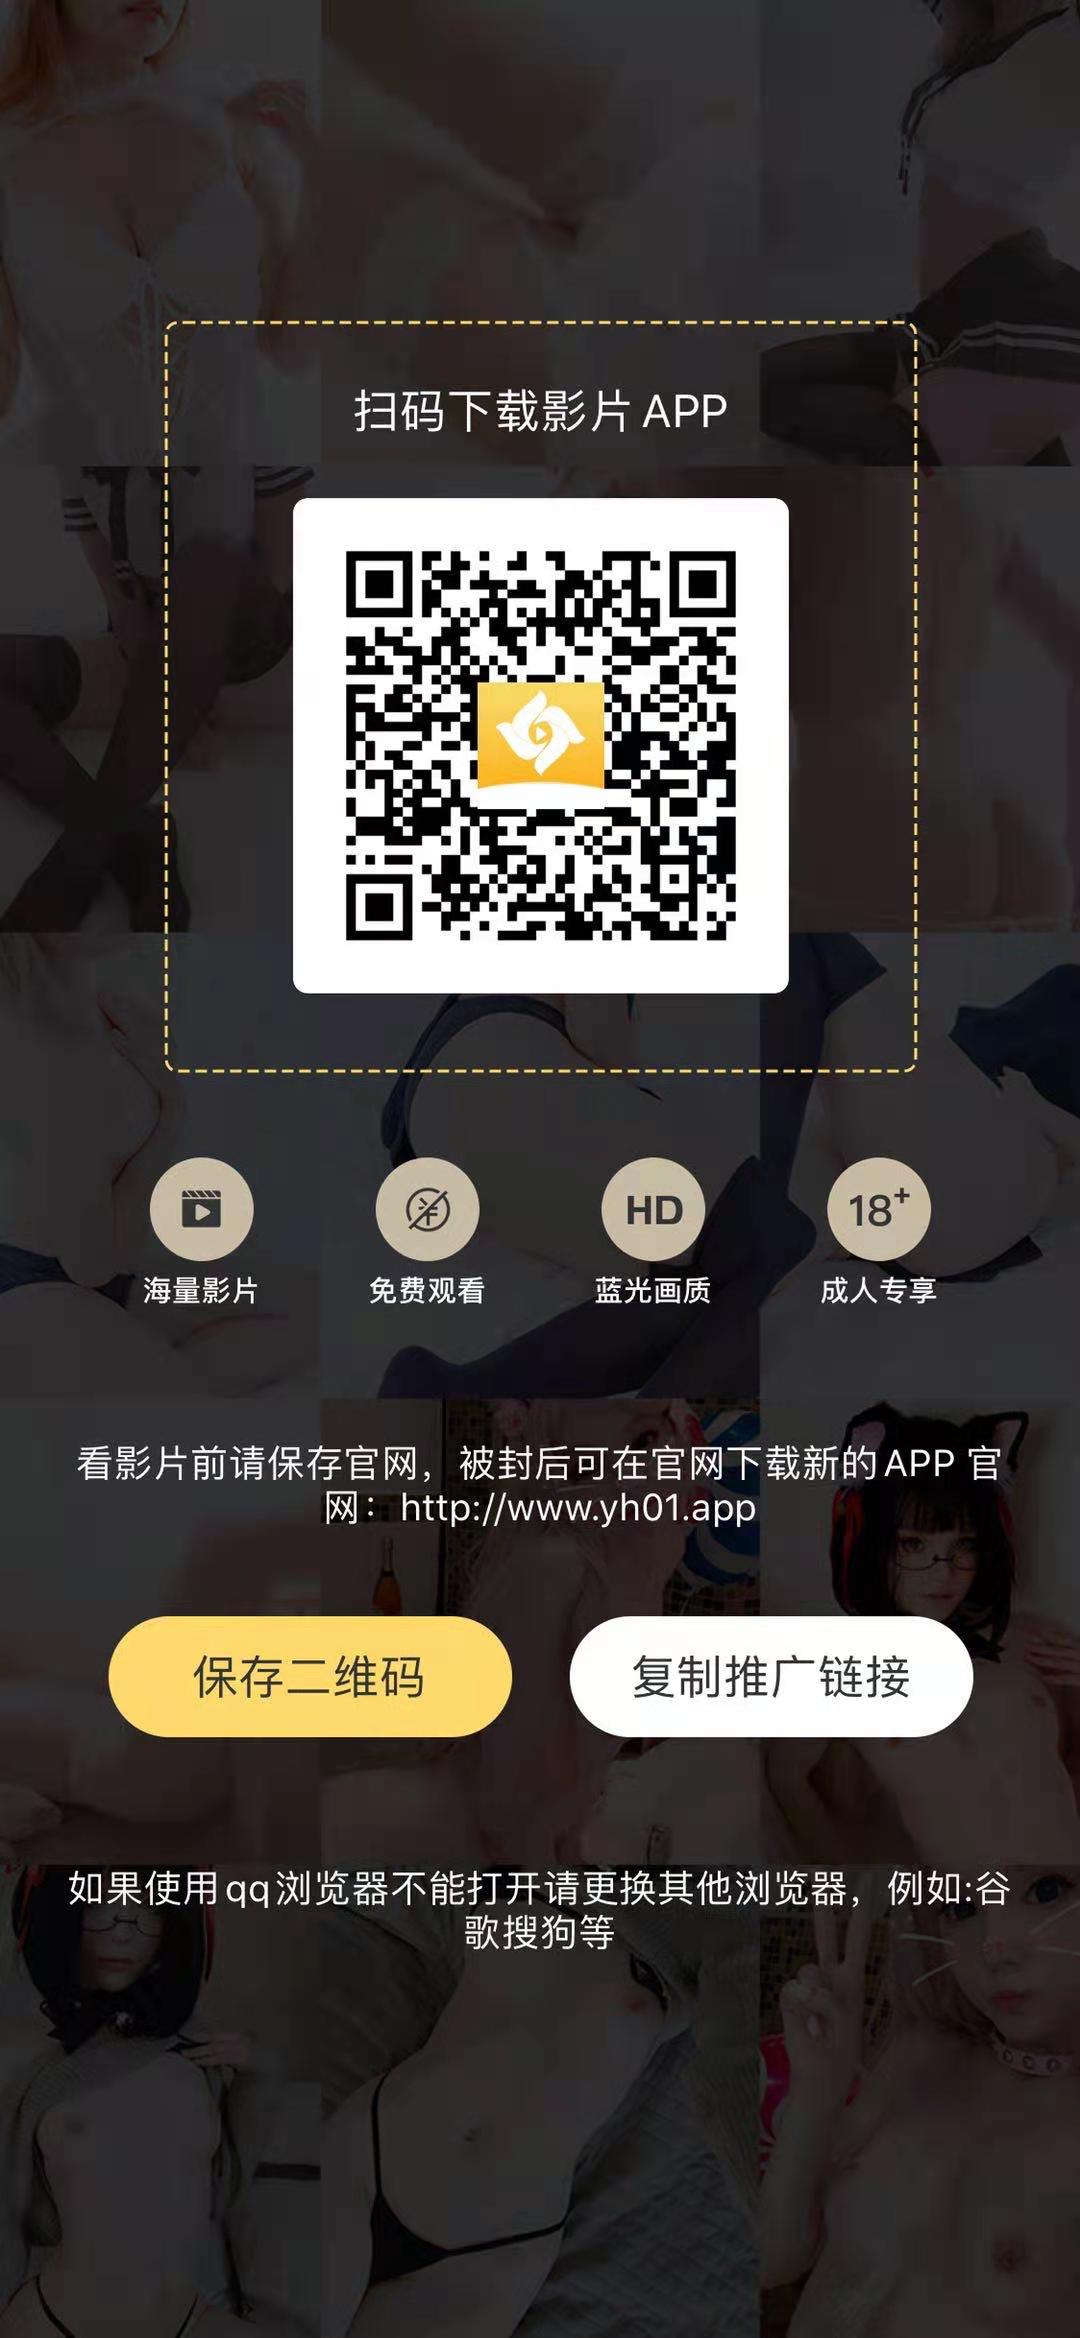 扫码下载影片APP
HD
18+
海量影片
免费观看
蓝光画质
成人专享
看影片前请保存官网，被封后可在官网下载新的APP 官
网：http://www.yh01.app
保存二维码
复制推广链接
如果使用qq浏览器不能打开请更换其他浏览器，例如:谷
歌搜狗等